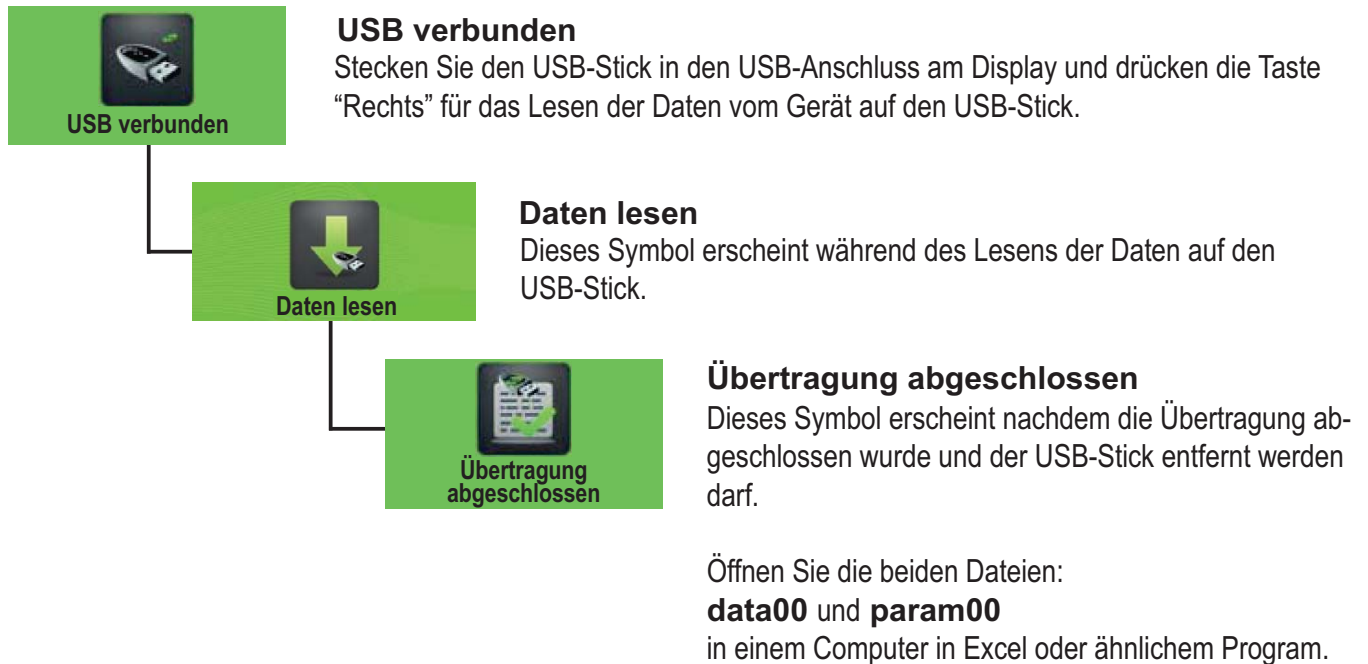 USB verbunden
USB verbunden
Stecken Sie den USB-Stick in den USB-Anschluss am Display und drücken die Taste
“Rechts” für das Lesen der Daten vom Gerät auf den USB-Stick.
Daten lesen
Daten lesen
Dieses Symbol erscheint während des Lesens der Daten auf den
USB-Stick.
Übertragung
abgeschlossen
Übertragung abgeschlossen
Dieses Symbol erscheint nachdem die Übertragung ab-
geschlossen wurde und der USB-Stick entfernt werden
darf.
Öffnen Sie die beiden Dateien:
data00 und param00
in einem Computer in Excel oder ähnlichem Program.